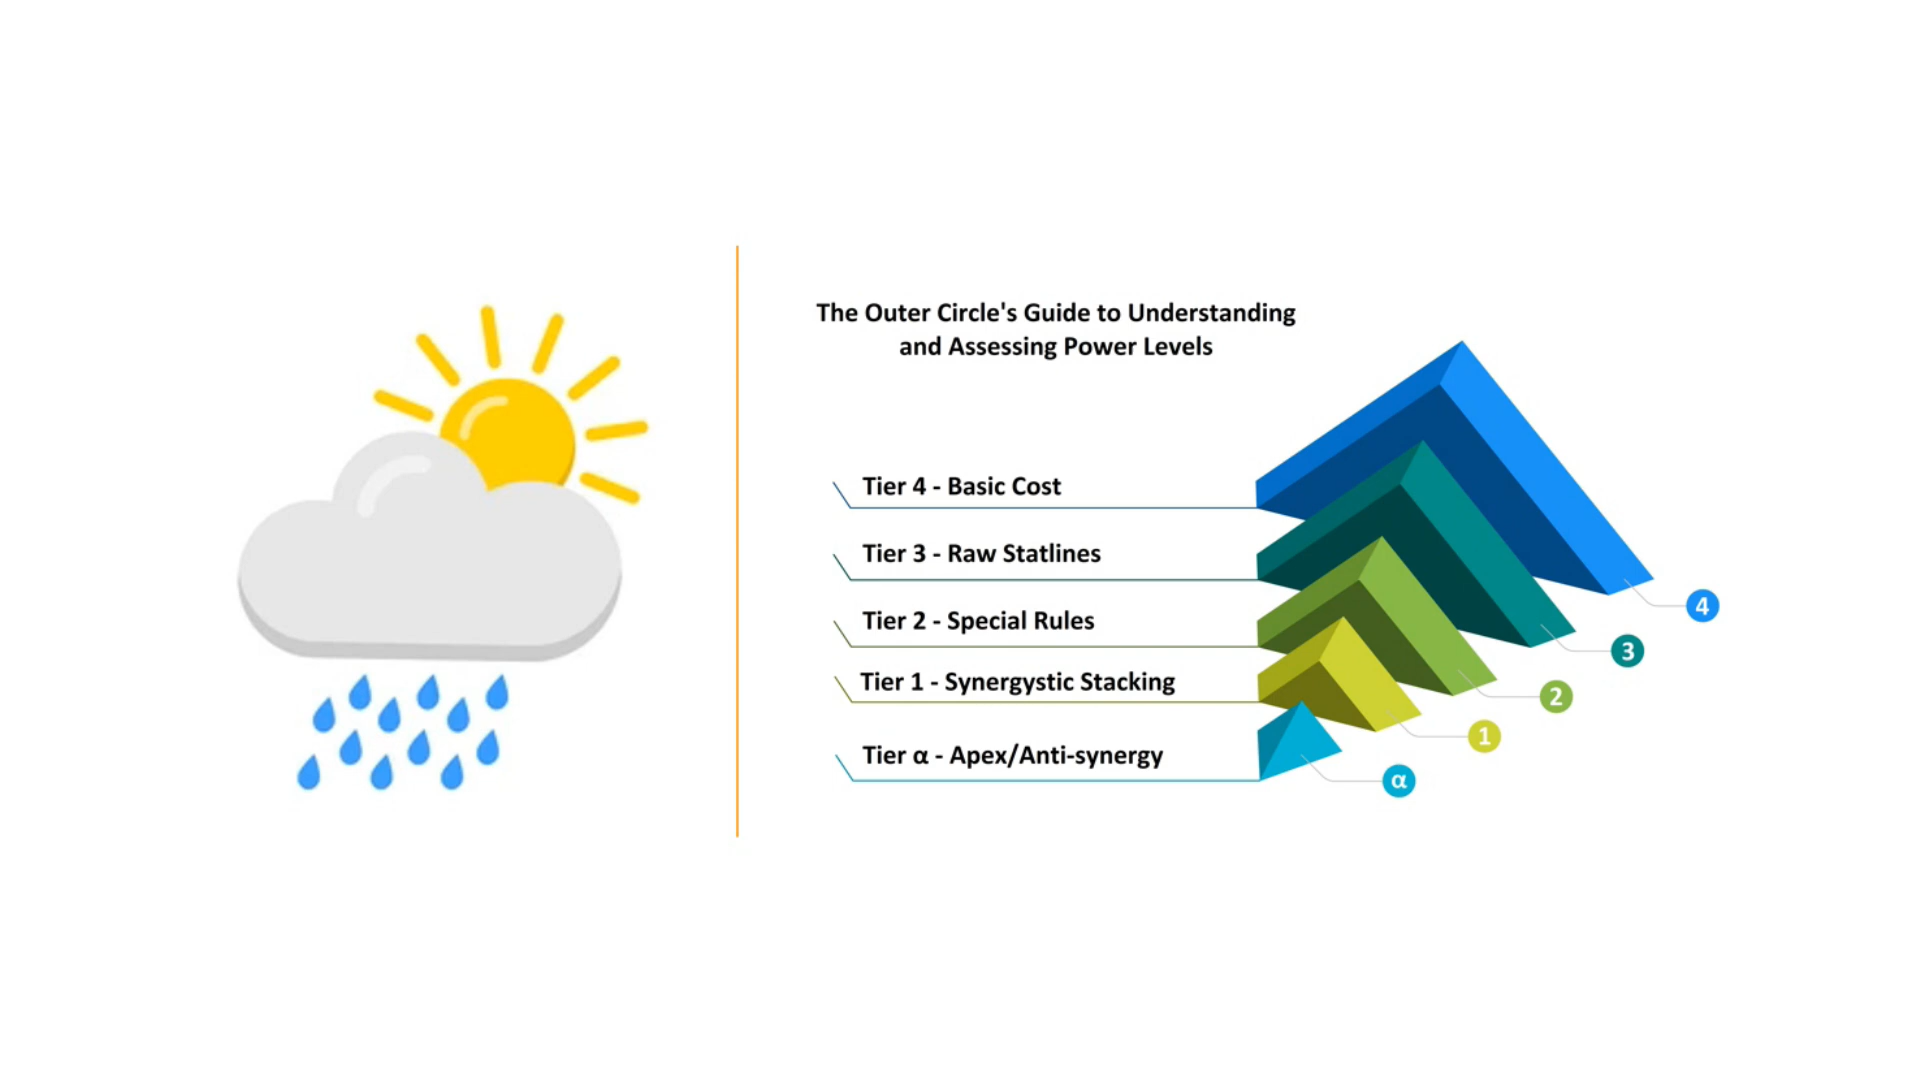 The Outer Circle's Guide to Understanding
and Assessing Power Levels
Tier 4 - Basic Cost
Tier 3 - Raw Statlines
Tier 2 - Special Rules
Tier 1 - Synergystic Stacking
Tier α - Apex/Anti-synergy
4
3
2
1
α